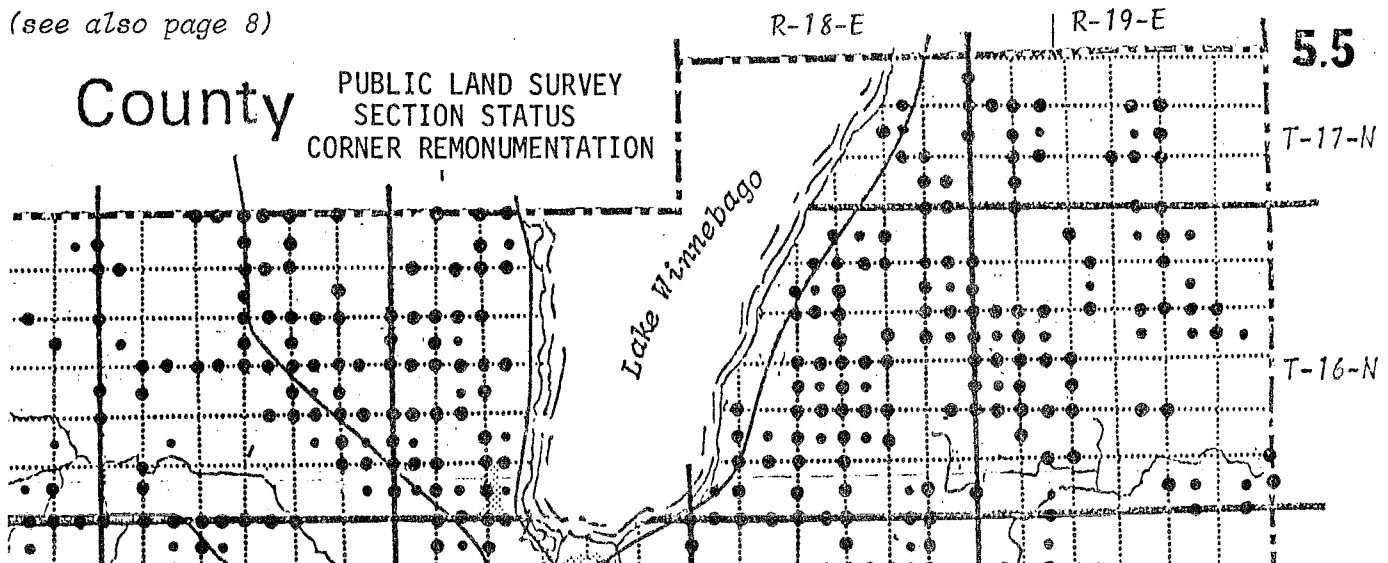 (see also page 8)
R-18-E
R-19-E
5.5
County
PUBLIC LAND SURVEY
SECTION STATUS
CORNER REMONUMENTATION
T-17-N
Lake Winnebago
T-16-N